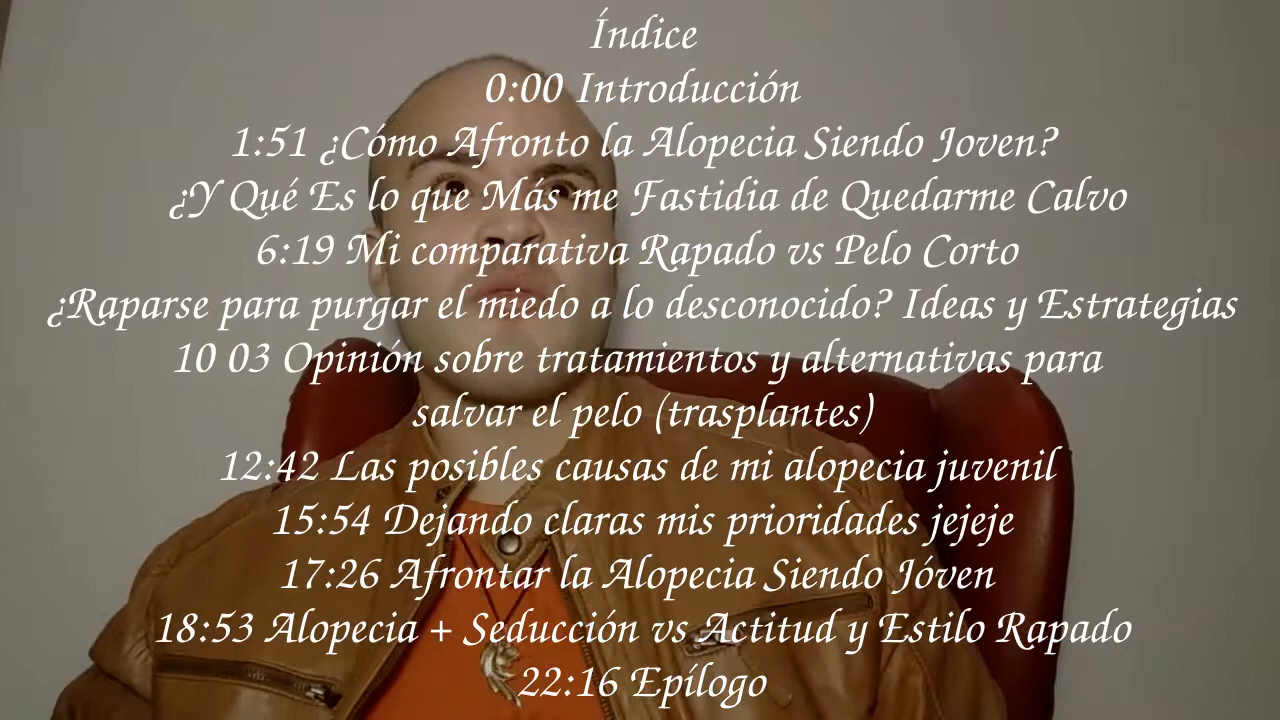 Índice
0:00 Introducción
1:51 ¿Cómo Afronto la Alopecia Siendo Joven?
¿Y Qué Es lo que Más me Fastidia de Quedarme Calvo
6:19 Mi comparativa Rapado vs Pelo Corto
¿Raparse para purgar el miedo a lo desconocido? Ideas y Estrategias
10 03 Opinión sobre tratamientos y alternativas para
salvar el pelo (trasplantes)
12:42 Las posibles causas de mi alopecia juvenil
15:54 Dejando claras mis prioridades jejeje
17:26 Afrontar la Alopecia Siendo Jóven
18:53 Alopecia + Seducción vs Actitud y Estilo Rapado
22:16 Epílogo